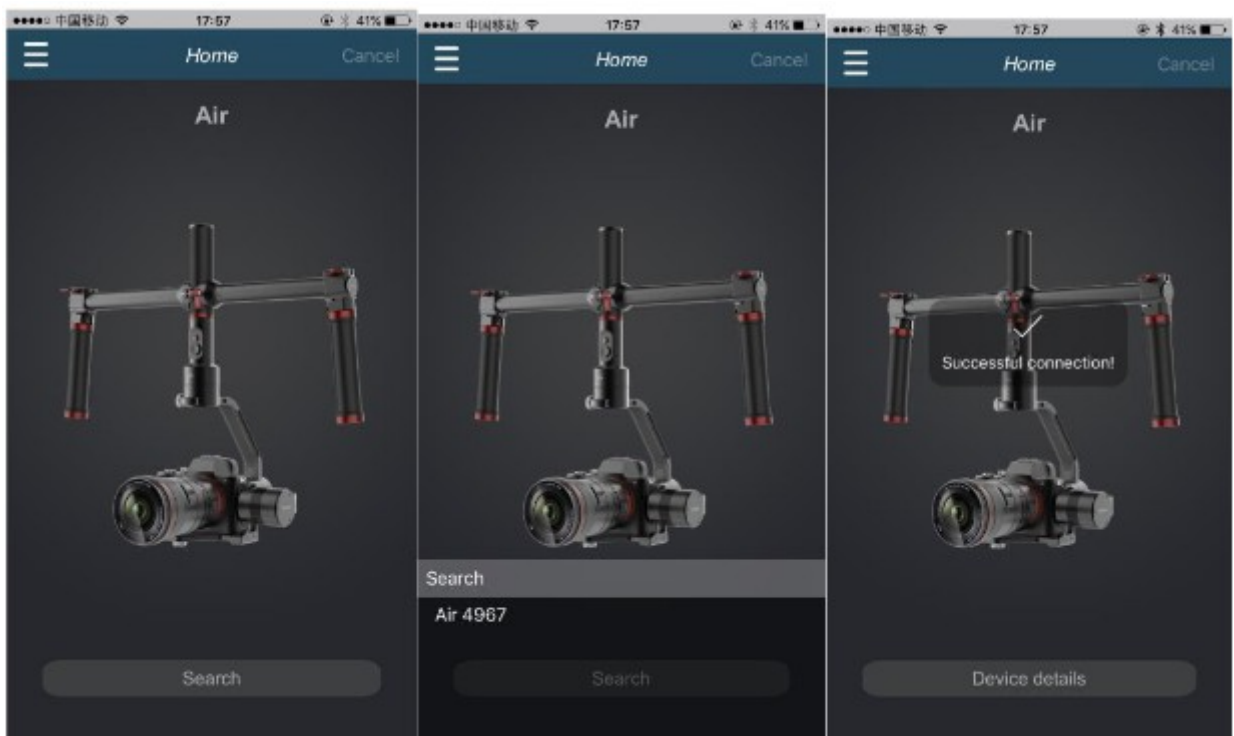 中国移动 17:57 41%
Home Cancel
Air
Search
中国移动 17:57 41%
Home Cancel
Air
Search
Air 4967
Search
中国移动 17:57 41%
Home Cancel
Air
Successful connection!
Device details